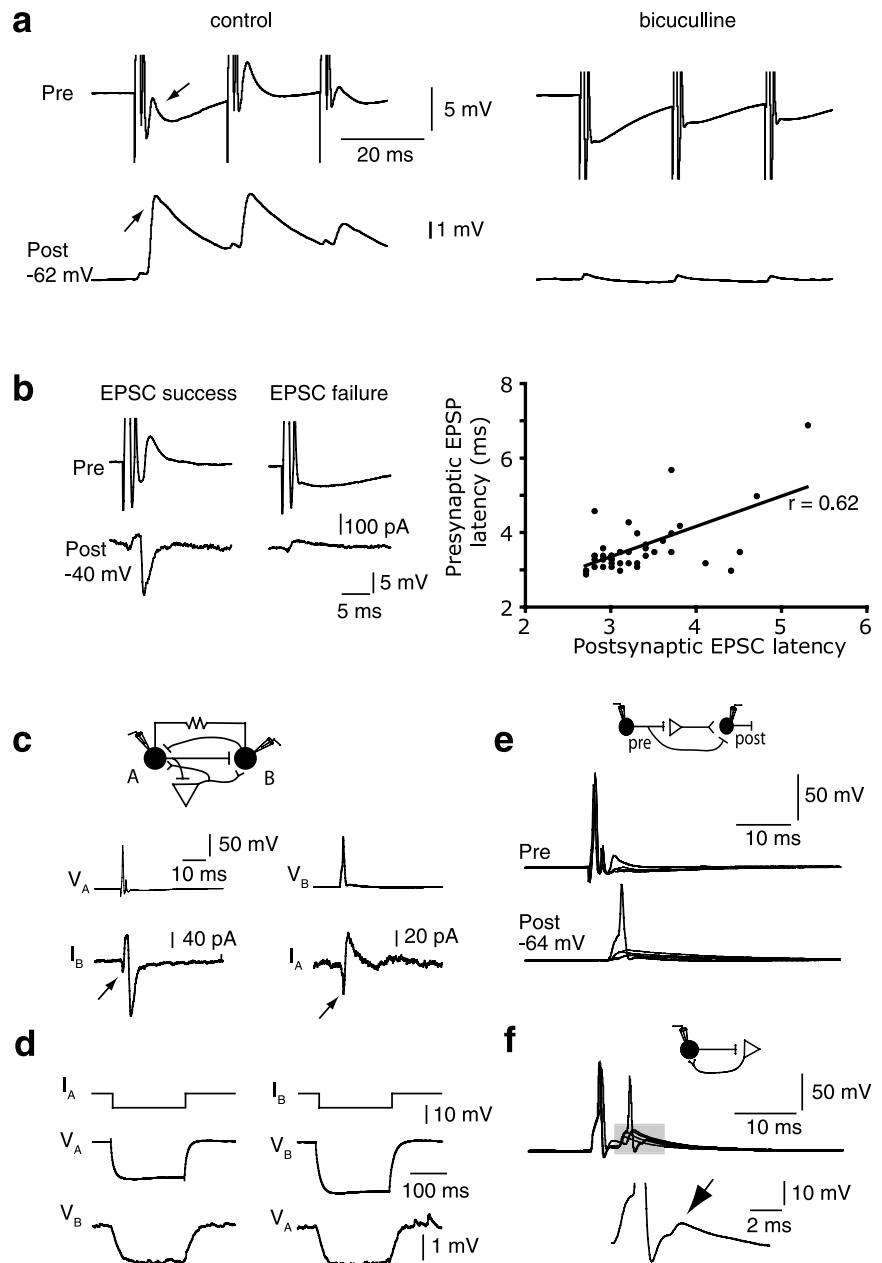 a
control
bicuculline
Pre
5 mV
20 ms
Post
-62 mV
1 mV
b
EPSC success
EPSC failure
Pre
Post
-40 mV
100 pA
5 mV
5 ms
Presynaptic EPSP
latency (ms)
8
6
4
2
r = 0.62
2
3
4
5
6
Postsynaptic EPSC latency
c
A
B
V_A
50 mV
10 ms
V_B
I_B
40 pA
I_A
20 pA
d
I_A
I_B
10 mV
V_A
V_B
100 ms
V_B
V_A
1 mV
e
pre
post
50 mV
10 ms
Pre
Post
-64 mV
f
50 mV
10 ms
10 mV
2 ms